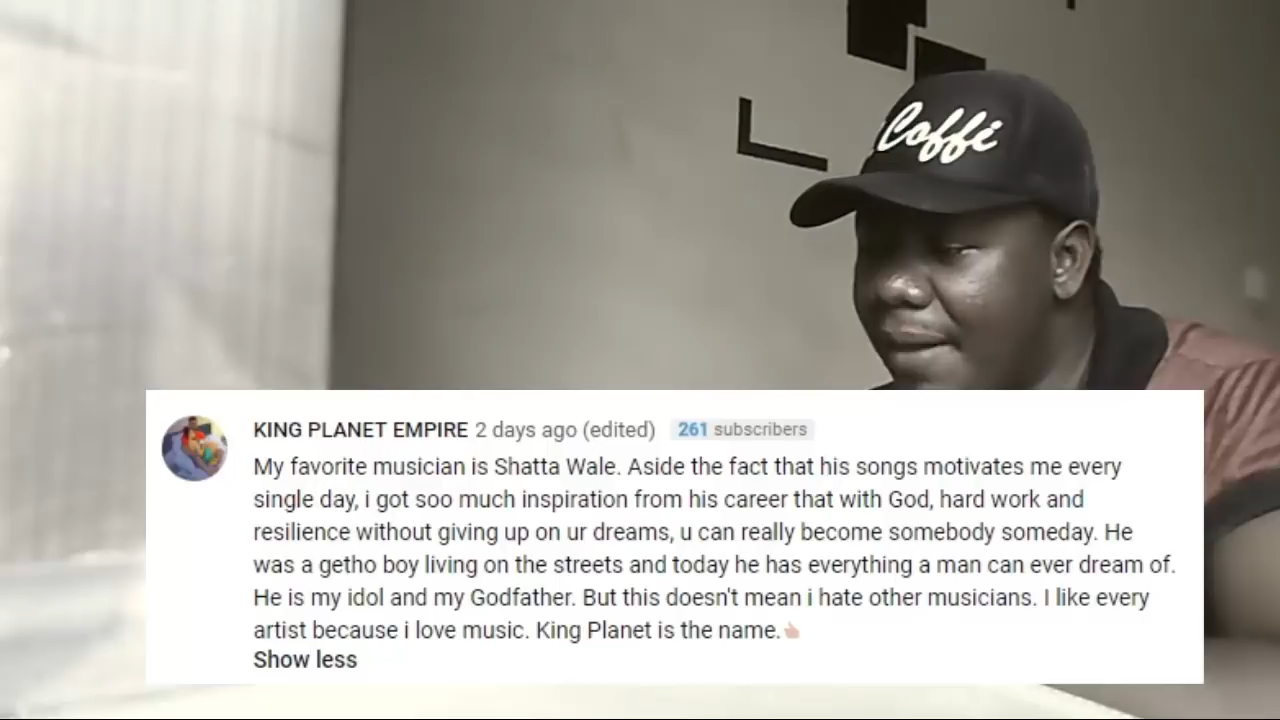 Coffi
KING PLANET EMPIRE 2 days ago (edited) 261 subscribers
My favorite musician is Shatta Wale. Aside the fact that his songs motivates me every
single day, i got soo much inspiration from his career that with God, hard work and
resilience without giving up on ur dreams, u can really become somebody someday. He
was a getho boy living on the streets and today he has everything a man can ever dream of.
He is my idol and my Godfather. But this doesn't mean i hate other musicians. I like every
artist because i love music. King Planet is the name.
Show less